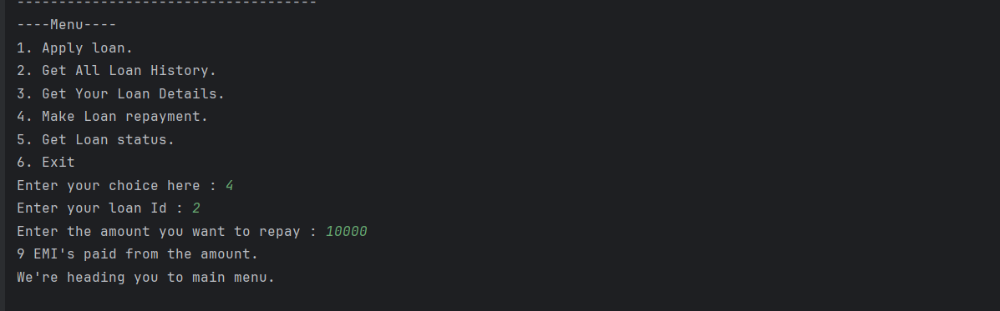 ------------------------------------
----Menu----
1. Apply loan.
2. Get All Loan History.
3. Get Your Loan Details.
4. Make Loan repayment.
5. Get Loan status.
6. Exit
Enter your choice here : 4
Enter your loan Id : 2
Enter the amount you want to repay : 10000
9 EMI's paid from the amount.
We're heading you to main menu.